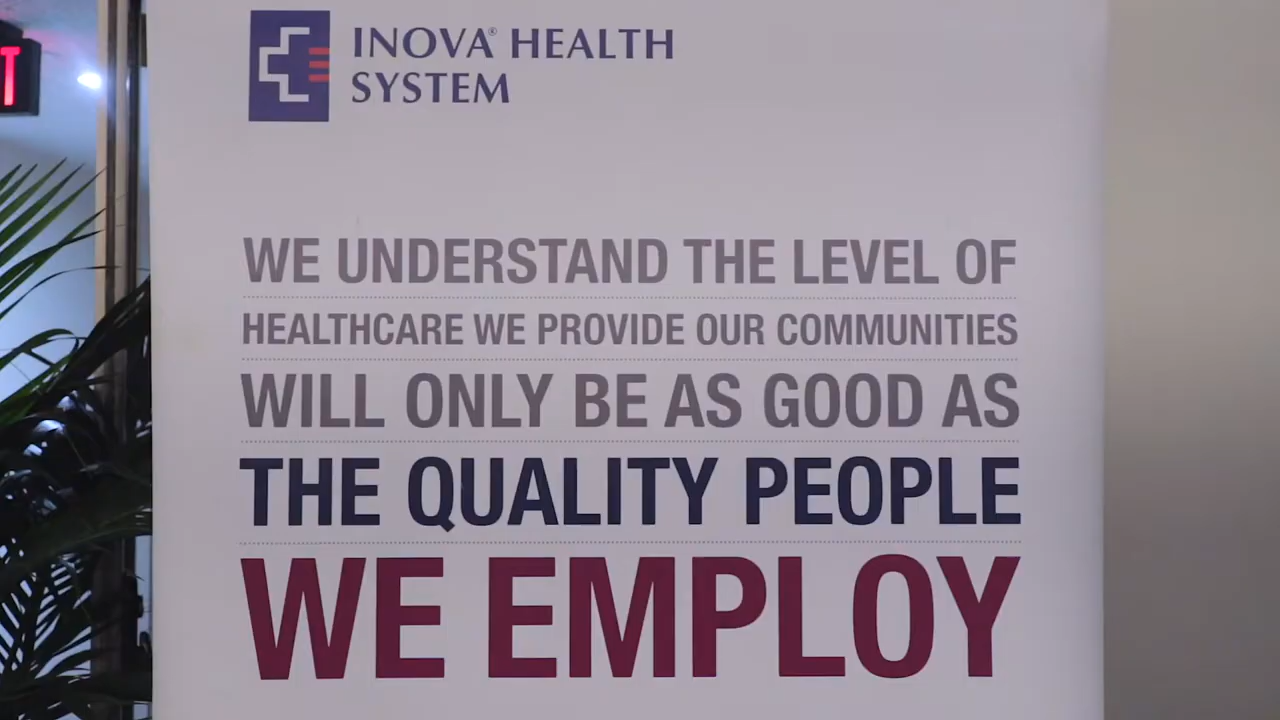 T
INOVA® HEALTH
SYSTEM
WE UNDERSTAND THE LEVEL OF
HEALTHCARE WE PROVIDE OUR COMMUNITIES
WILL ONLY BE AS GOOD AS
THE QUALITY PEOPLE
WE EMPLOY